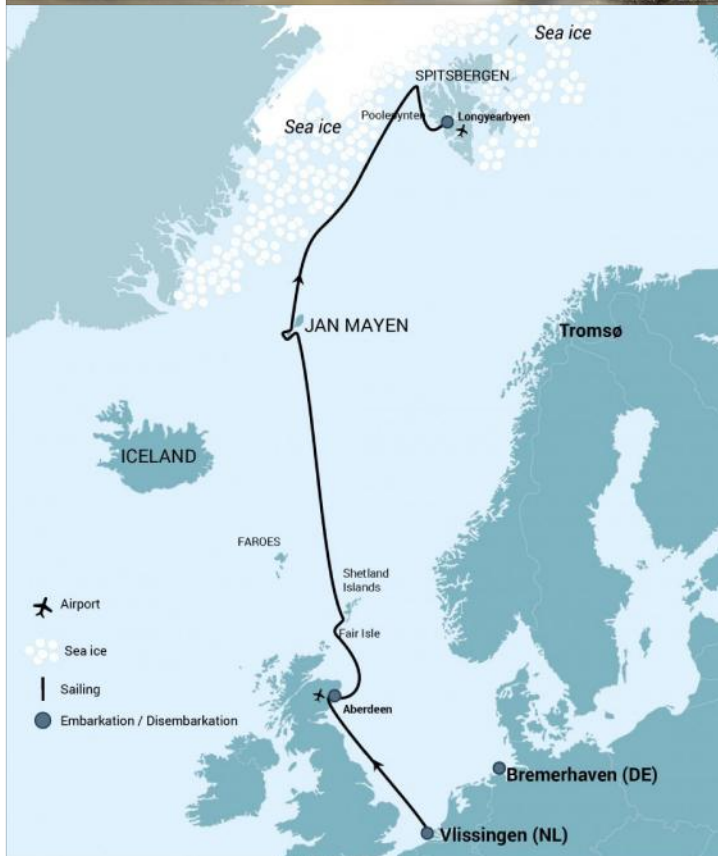 Sea ice
SPITSBERGEN
Poolepynten
Longyearbyen
Sea ice
JAN MAYEN
Tromsø
ICELAND
FAROES
Shetland
Islands
Fair Isle
Airport
Sea ice
Sailing
Embarkation / Disembarkation
Aberdeen
Bremerhaven (DE)
Vlissingen (NL)